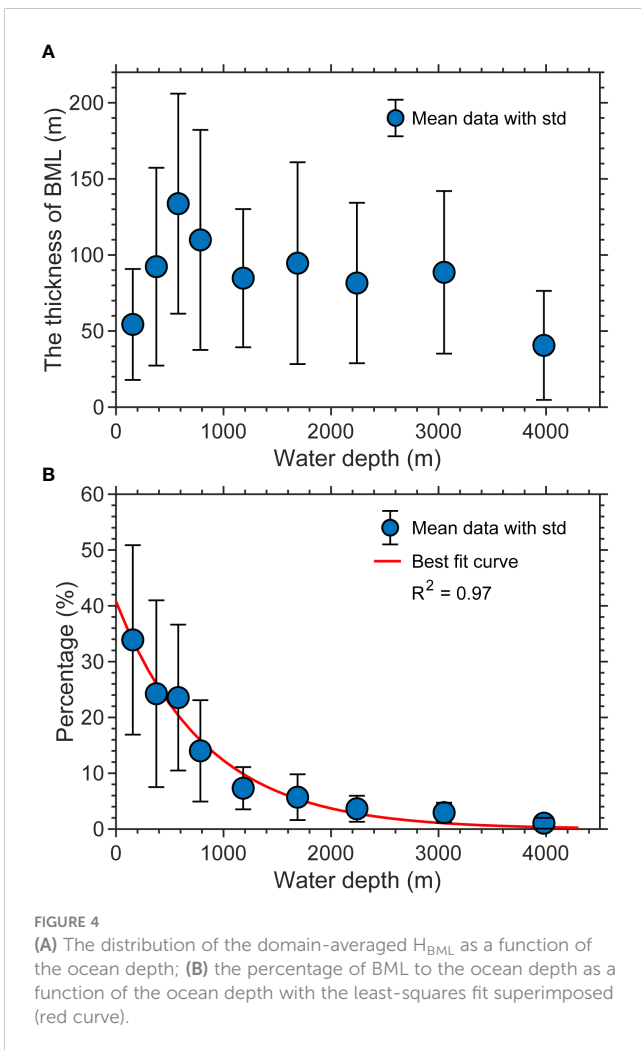 A
The thickness of BML (m)
200
150
100
50
0
Mean data with std
0 1000 2000 3000 4000
Water depth (m)
B
Percentage (%)
60
50
40
30
20
10
0
Mean data with std
Best fit curve
R² = 0.97
0 1000 2000 3000 4000
Water depth (m)
FIGURE 4
(A) The distribution of the domain-averaged H_BML as a function of
the ocean depth; (B) the percentage of BML to the ocean depth as a
function of the ocean depth with the least-squares fit superimposed
(red curve).